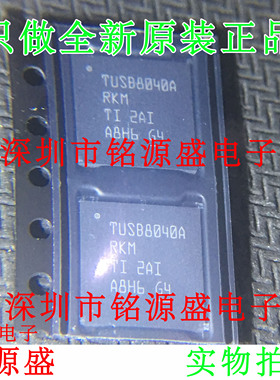 只做全新原装正品
TUSB8040A
RKM
TI 2AI
A8H6 G4
深圳市铭源盛电子
TUSB8040A
RKM
TI 2AI
A8H6 G4
深圳市铭源盛电子
电子
铭源盛
实物拍